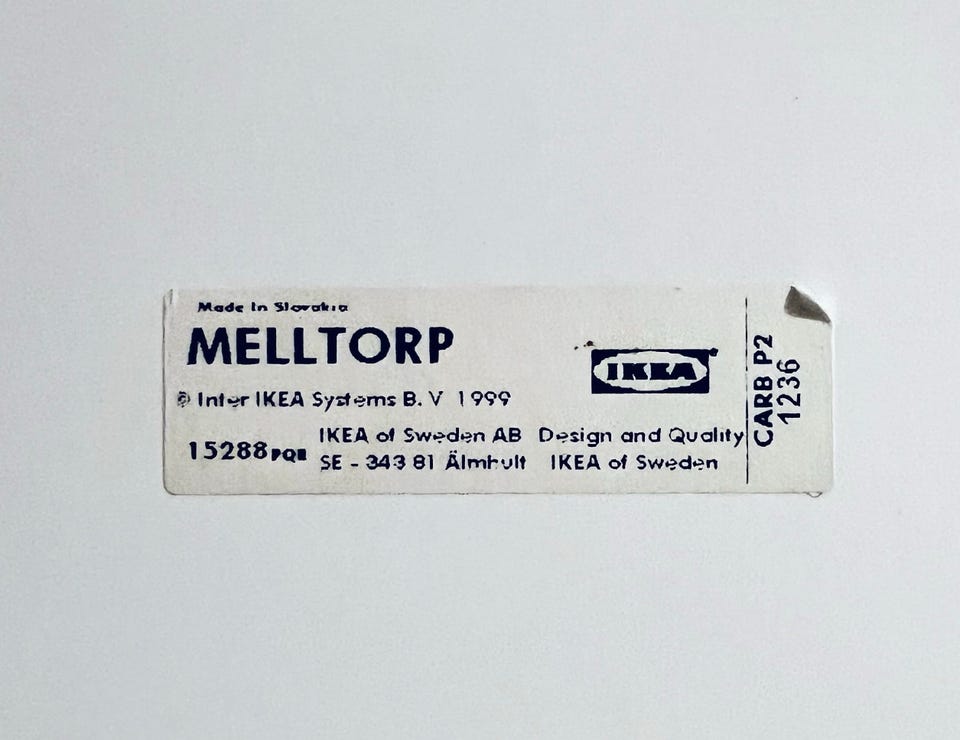 Made In Slovakia
MELLTORP
IKEA
© Inter IKEA Systems B. V 1999
15288
IKEA of Sweden AB Design and Quality
SE - 343 81 Älmhult IKEA of Sweden
CARB P2
1236